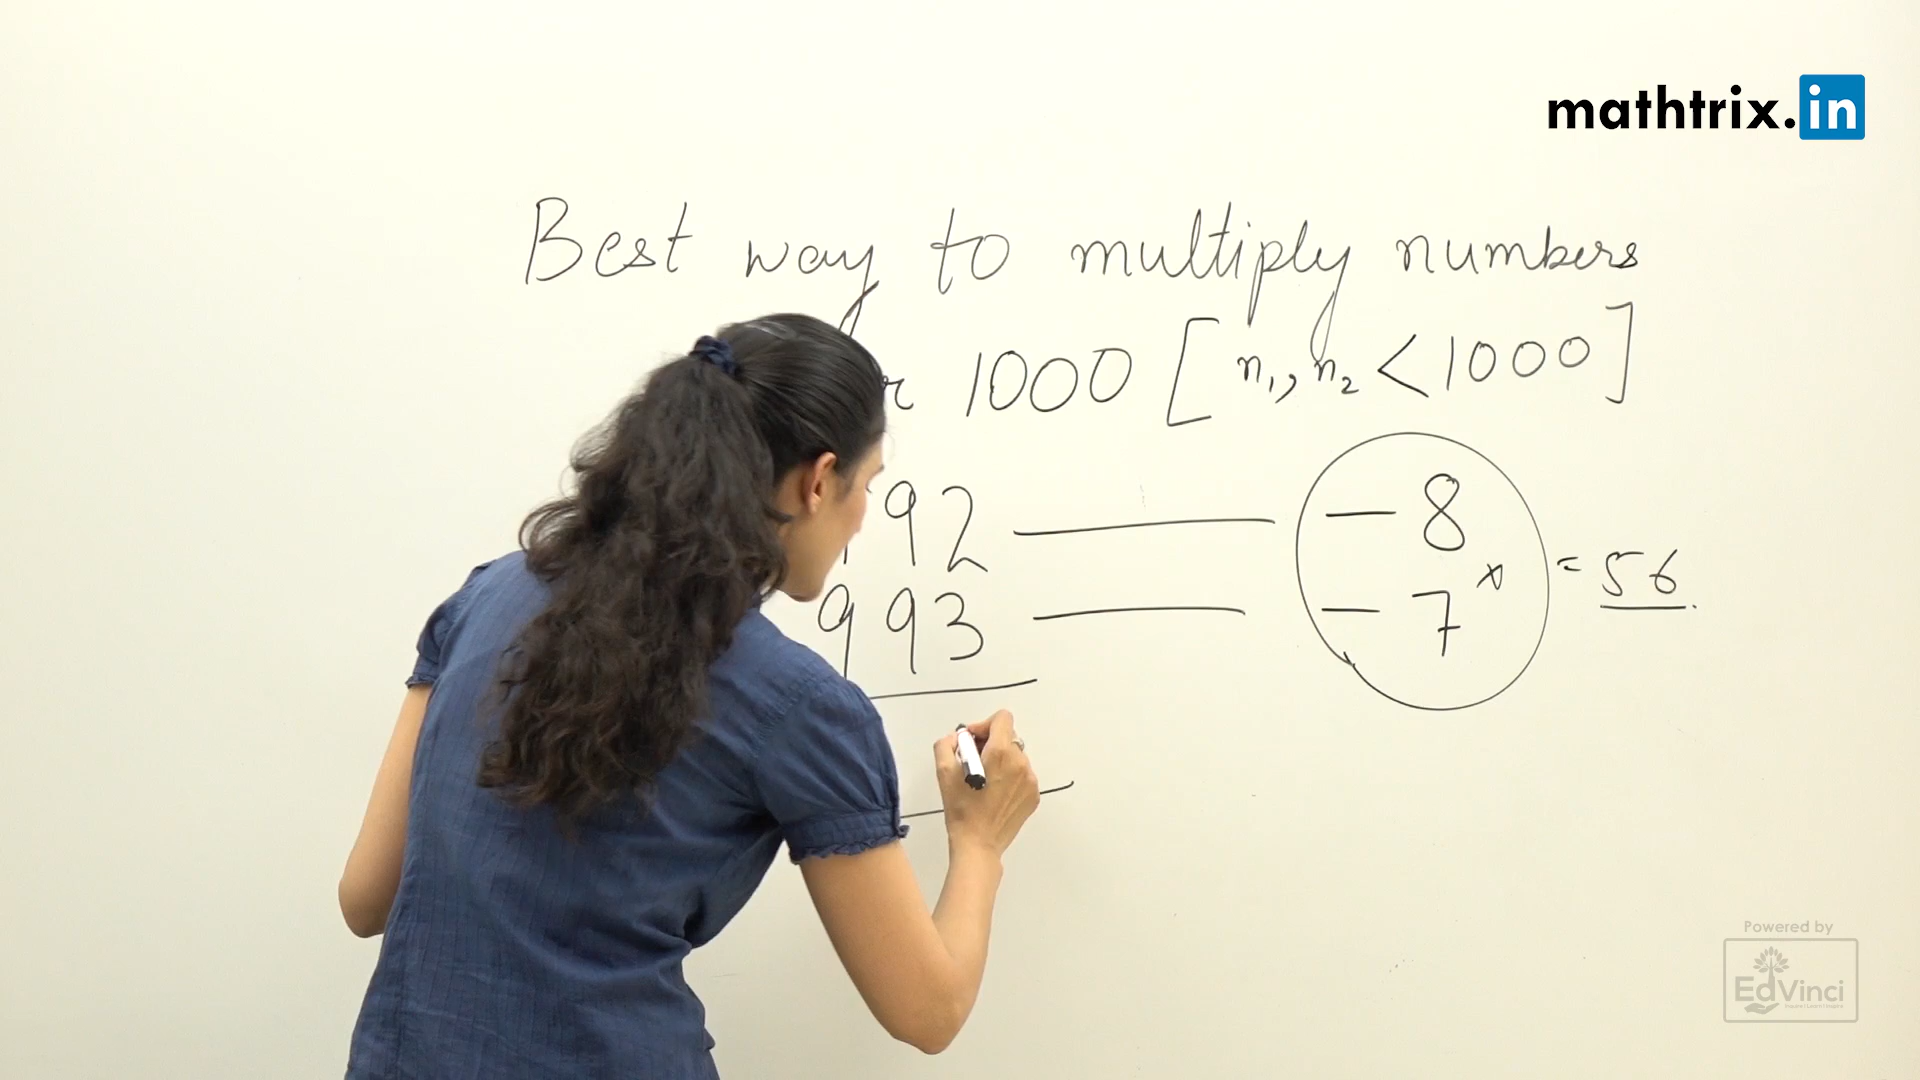 mathtrix.in
Best way to multiply numbers
1000 [n₁, n₂ < 1000]
92 — -8
993 — -7 x = 56
Powered by
EdVinci